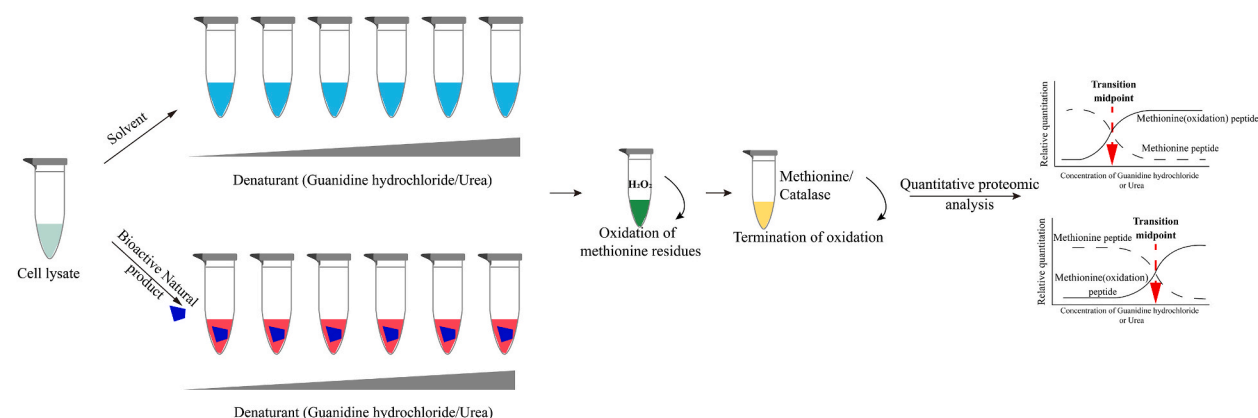 Cell lysate
Solvent
Bioactive Natural
product
Denaturant (Guanidine hydrochloride/Urea)
Denaturant (Guanidine hydrochloride/Urea)
H₂O₂
Oxidation of
methionine residues
Methionine/
Catalase
Termination of oxidation
Quantitative proteomic
analysis
Transition
midpoint
Relative quantitation
Methionine(oxidation) peptide
Methionine peptide
Concentration of Guanidine hydrochloride
or Urea
Transition
midpoint
Relative quantitation
Methionine peptide
Methionine(oxidation)
peptide
Concentration of Guanidine hydrochloride
or Urea